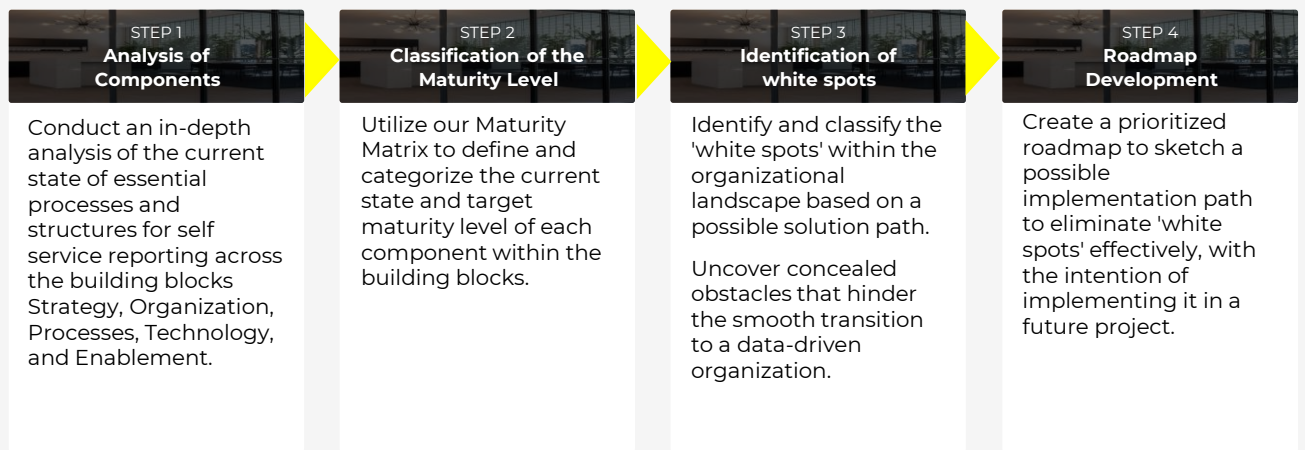 STEP 1
Analysis of
Components
Conduct an in-depth
analysis of the current
state of essential
processes and
structures for self
service reporting across
the building blocks
Strategy, Organization,
Processes, Technology,
and Enablement.
STEP 2
Classification of the
Maturity Level
Utilize our Maturity
Matrix to define and
categorize the current
state and target
maturity level of each
component within the
building blocks.
STEP 3
Identification of
white spots
Identify and classify the
'white spots' within the
organizational
landscape based on a
possible solution path.
Uncover concealed
obstacles that hinder
the smooth transition
to a data-driven
organization.
STEP 4
Roadmap
Development
Create a prioritized
roadmap to sketch a
possible
implementation path
to eliminate 'white
spots' effectively, with
the intention of
implementing it in a
future project.